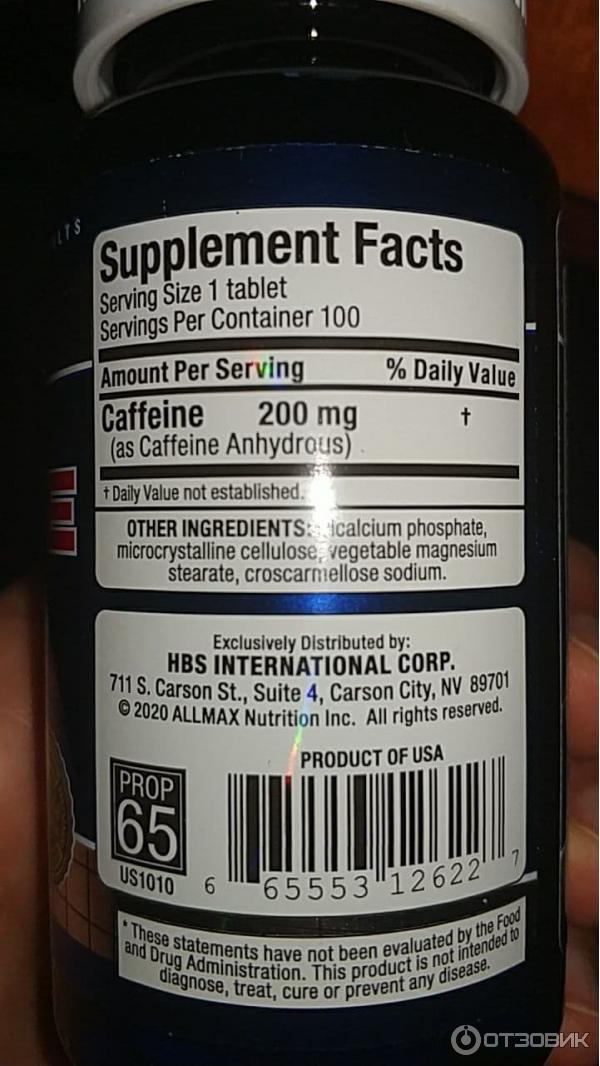 LTS
Supplement Facts
Serving Size 1 tablet
Servings Per Container 100
Amount Per Serving % Daily Value
Caffeine 200 mg †
(as Caffeine Anhydrous)
† Daily Value not established.
E
OTHER INGREDIENTS: phosphate,
microcrystalline cellulose, vegetable magnesium
stearate, croscarmellose sodium.
Exclusively Distributed by:
HBS INTERNATIONAL CORP.
711 S. Carson St., Suite 4, Carson City, NV 89701
© 2020 ALLMAX Nutrition Inc. All rights reserved.
PRODUCT OF USA
PROP
65
US1010
6 65553 12622 7
* These statements have not been evaluated by the Food
and Drug Administration. This product is not intended to
diagnose, treat, cure or prevent any disease.
ОТЗОВИК